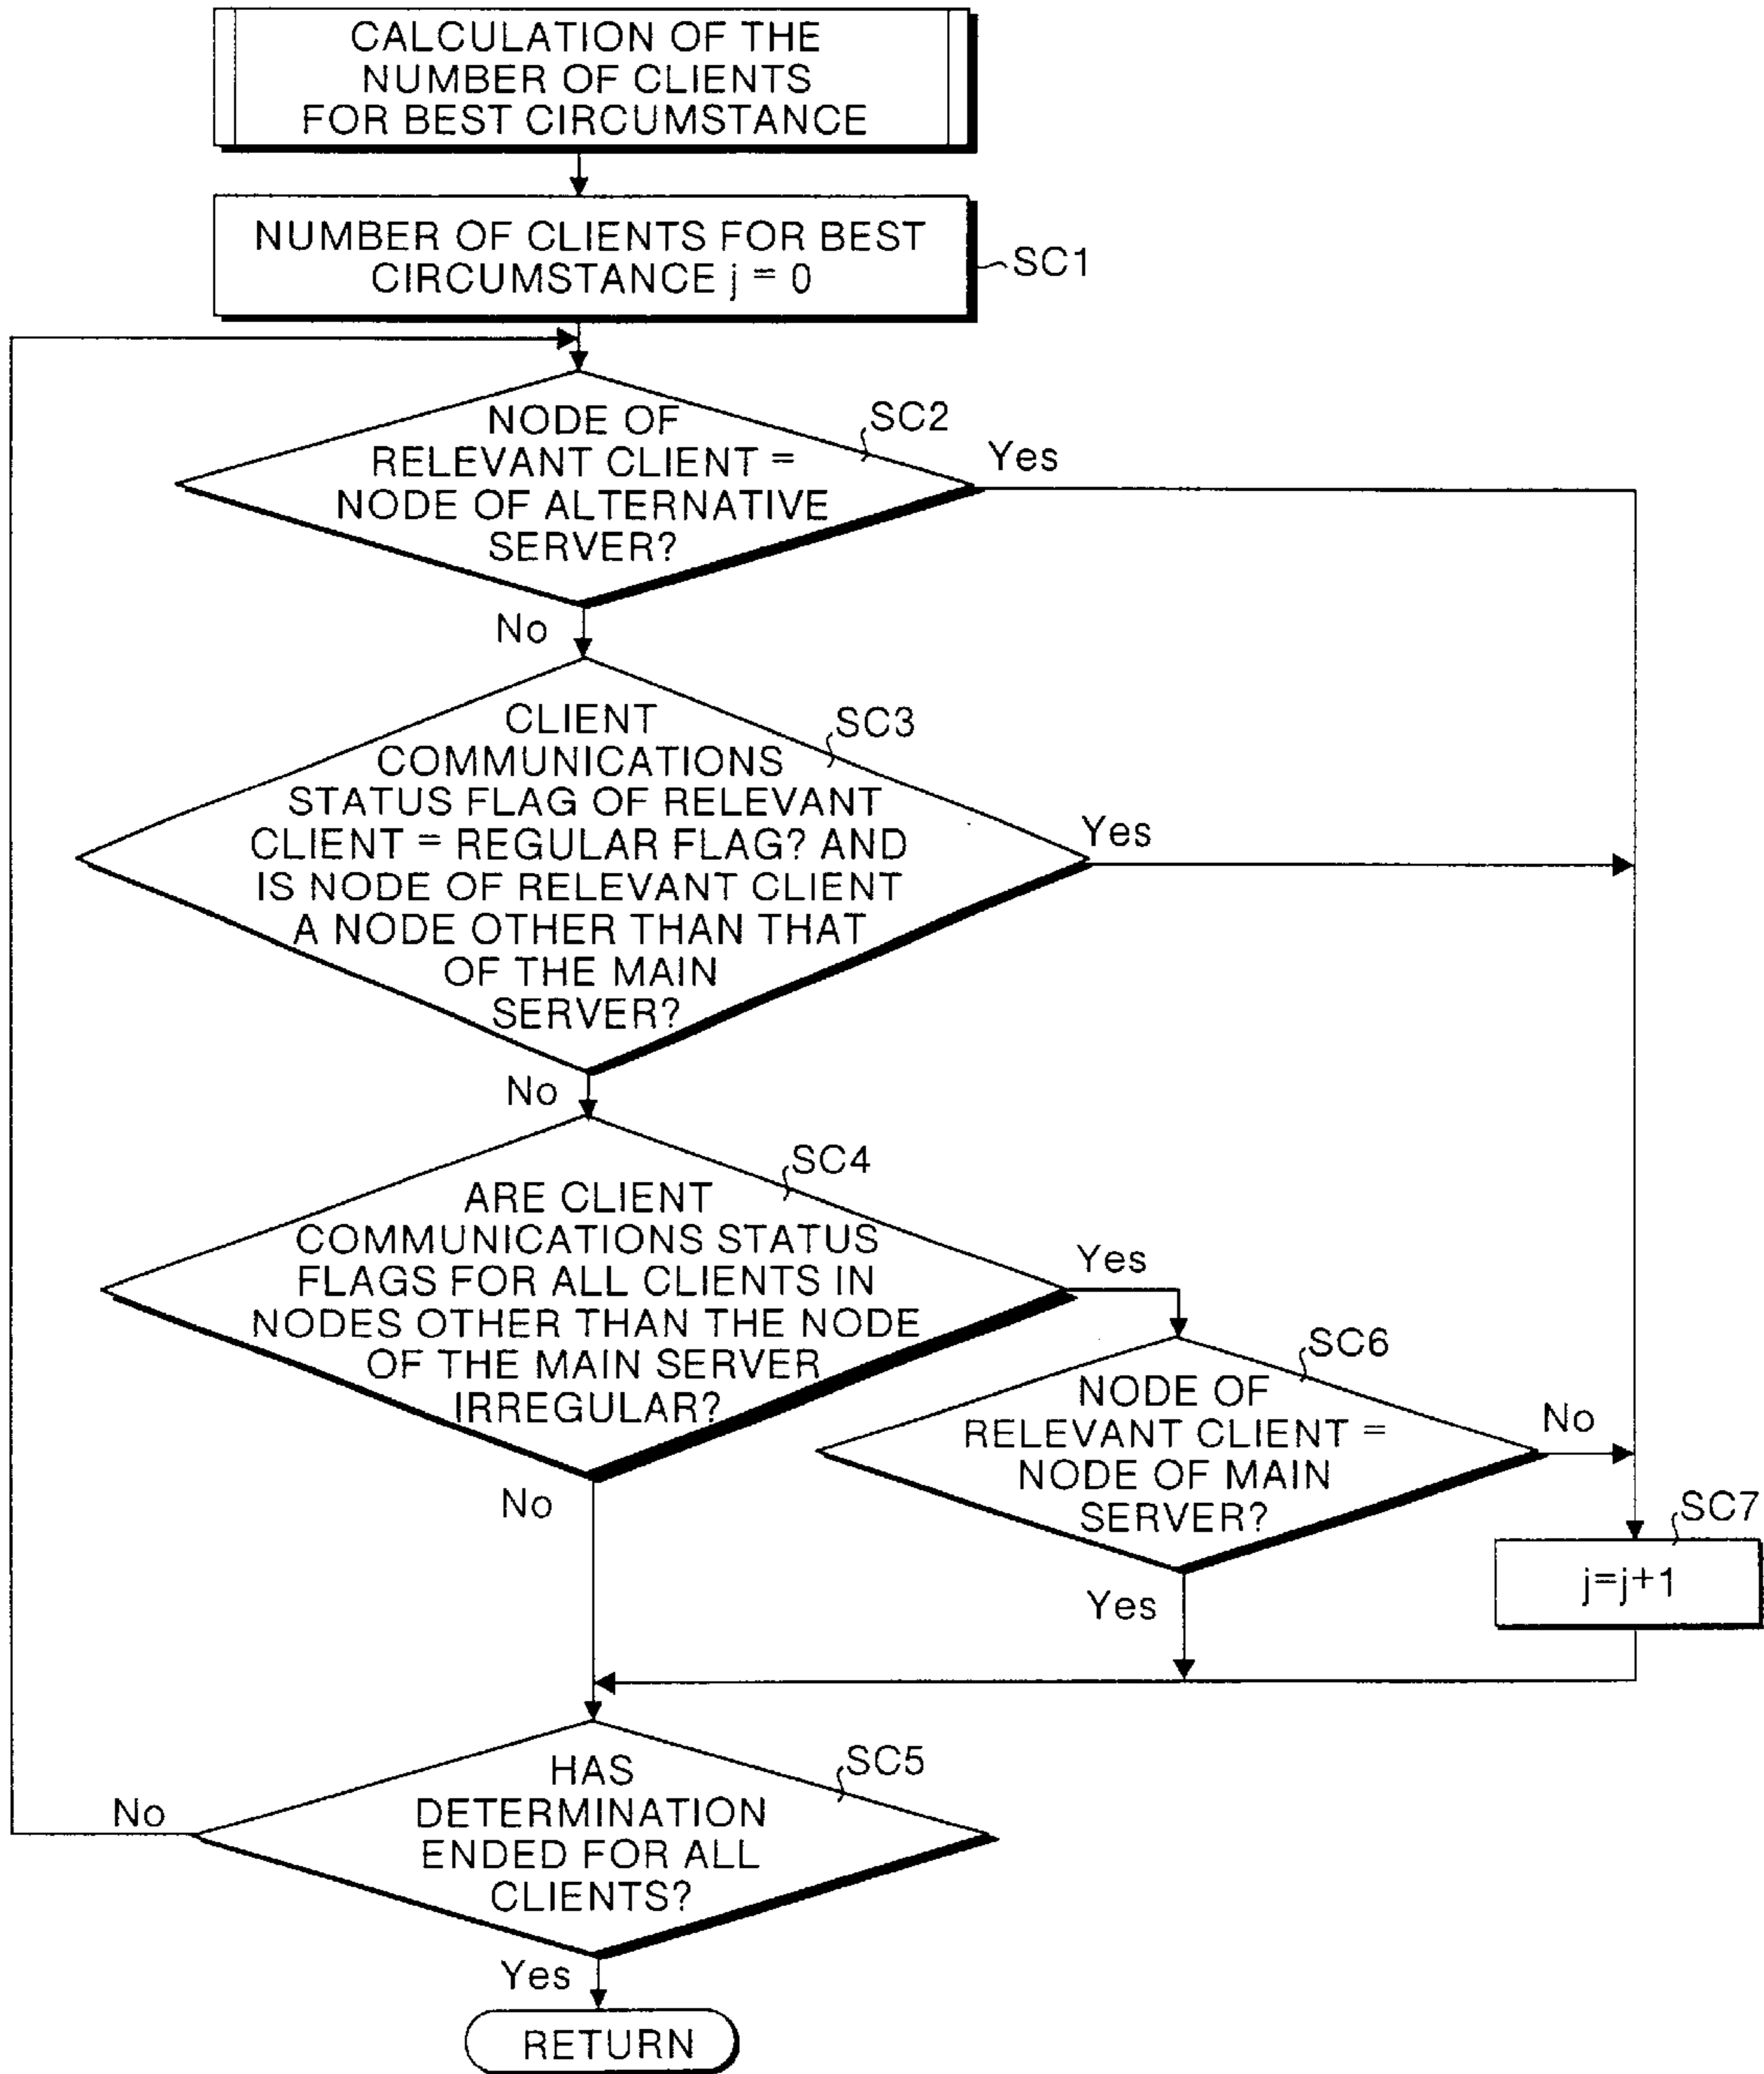 CALCULATION OF THE
NUMBER OF CLIENTS
FOR BEST CIRCUMSTANCE
NUMBER OF CLIENTS FOR BEST
CIRCUMSTANCE j = 0
SC1
NODE OF
RELEVANT CLIENT =
NODE OF ALTERNATIVE
SERVER?
SC2
Yes
No
CLIENT
COMMUNICATIONS
STATUS FLAG OF RELEVANT
CLIENT = REGULAR FLAG? AND
IS NODE OF RELEVANT CLIENT
A NODE OTHER THAN THAT
OF THE MAIN
SERVER?
SC3
Yes
No
ARE CLIENT
COMMUNICATIONS STATUS
FLAGS FOR ALL CLIENTS IN
NODES OTHER THAN THE NODE
OF THE MAIN SERVER
IRREGULAR?
SC4
Yes
No
NODE OF
RELEVANT CLIENT =
NODE OF MAIN
SERVER?
SC6
No
Yes
SC7
j=j+1
HAS
DETERMINATION
ENDED FOR ALL
CLIENTS?
SC5
No
Yes
RETURN